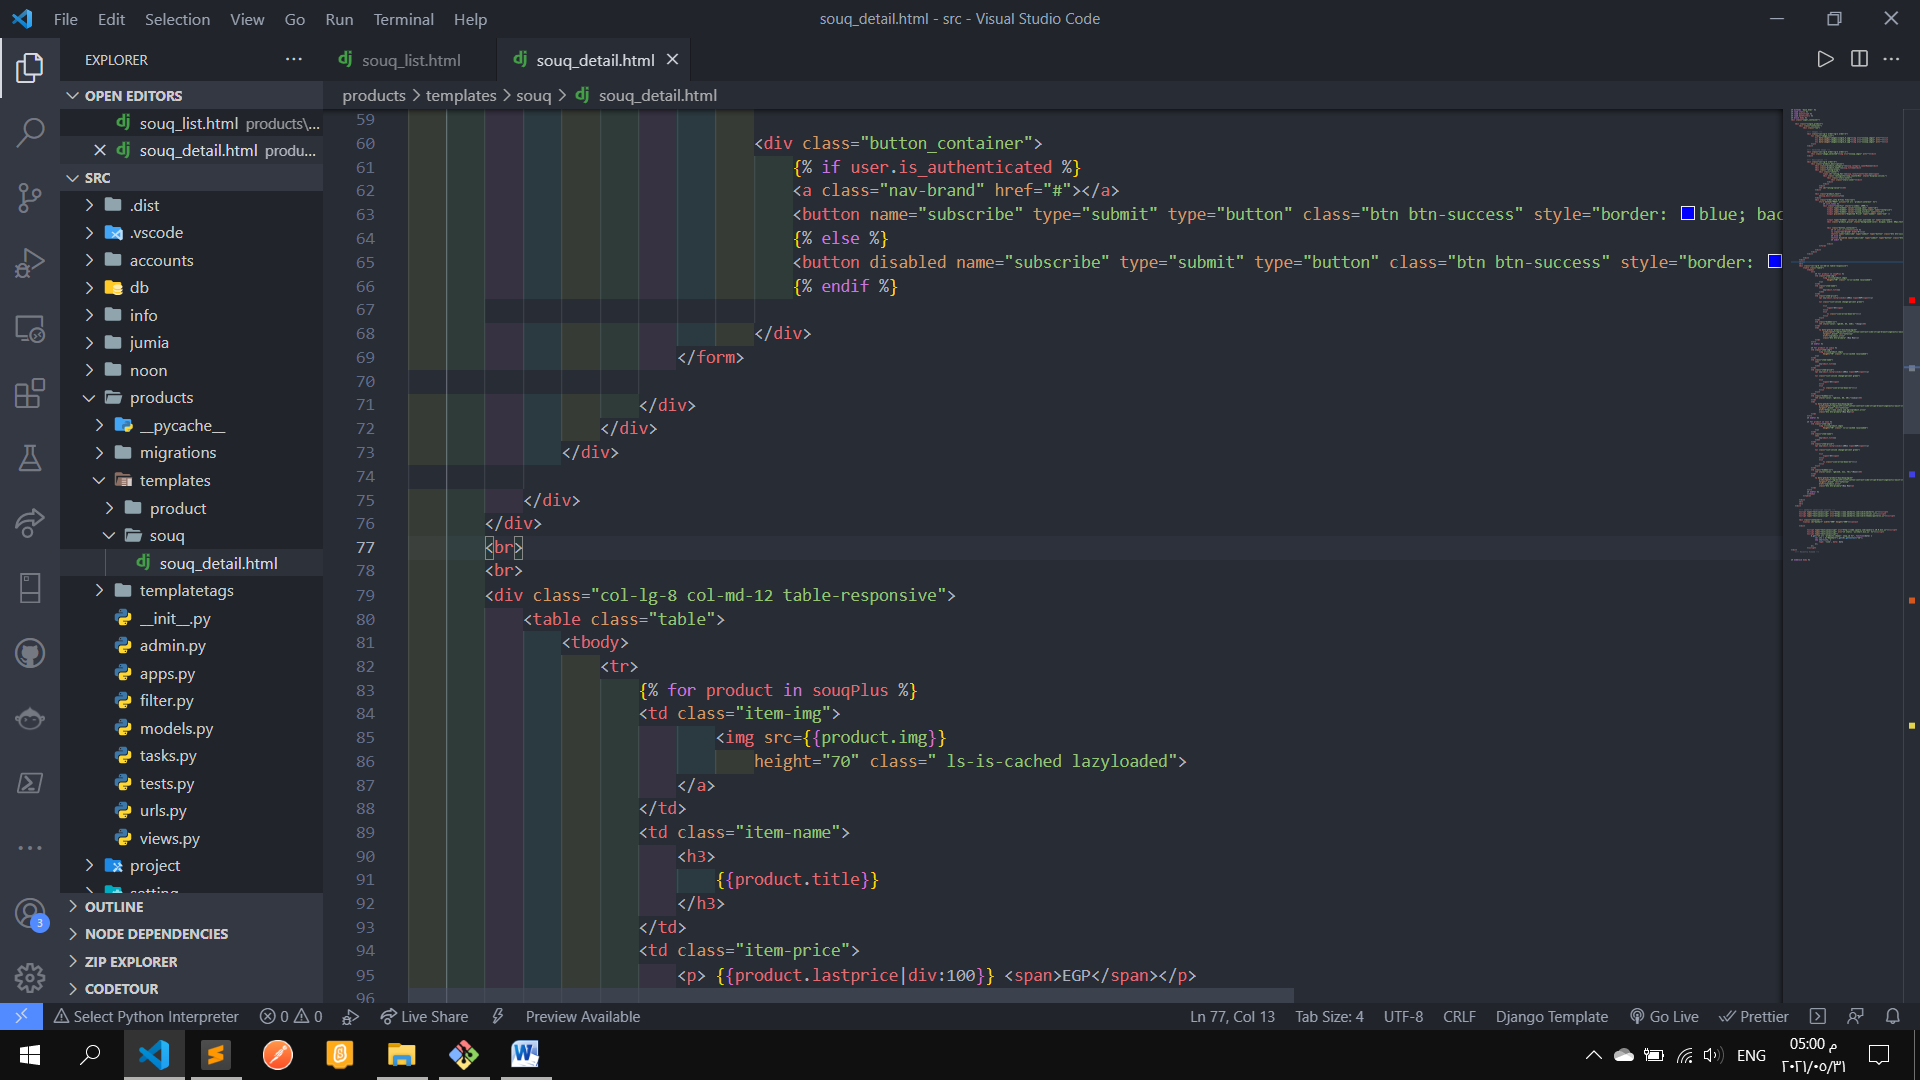 File Edit Selection View Go Run Terminal Help
souq_detail.html - src - Visual Studio Code
EXPLORER
souq_list.html
souq_detail.html
OPEN EDITORS
souq_list.html products\...
souq_detail.html produ...
SRC
.dist
.vscode
accounts
db
info
jumia
noon
products
__pycache__
migrations
templates
product
souq
souq_detail.html
templatetags
__init__.py
admin.py
apps.py
filter.py
models.py
tasks.py
tests.py
urls.py
views.py
project
setting
OUTLINE
NODE DEPENDENCIES
ZIP EXPLORER
CODETOUR
3
products > templates > souq > souq_detail.html
59
60 <div class="button_container">
61 {% if user.is_authenticated %}
62 <a class="nav-brand" href="#"></a>
63 <button name="subscribe" type="submit" type="button" class="btn btn-success" style="border: blue; bac
64 {% else %}
65 <button disabled name="subscribe" type="submit" type="button" class="btn btn-success" style="border:
66 {% endif %}
67
68 </div>
69 </form>
70
71 </div>
72 </div>
73 </div>
74
75 </div>
76 </div>
77 <br>
78 <br>
79 <div class="col-lg-8 col-md-12 table-responsive">
80 <table class="table">
81 <tbody>
82 <tr>
83 {% for product in souqPlus %}
84 <td class="item-img">
85 <img src={{product.img}}
86 height="70" class=" ls-is-cached lazyloaded">
87 </a>
88 </td>
89 <td class="item-name">
90 <h3>
91 {{product.title}}
92 </h3>
93 </td>
94 <td class="item-price">
95 <p> {{product.lastprice|div:100}} <span>EGP</span></p>
96
Select Python Interpreter 0 0 Live Share Preview Available
Ln 77, Col 13 Tab Size: 4 UTF-8 CRLF Django Template Go Live Prettier
ENG
05:00 م
٢٠٢١/٠٥/٣١